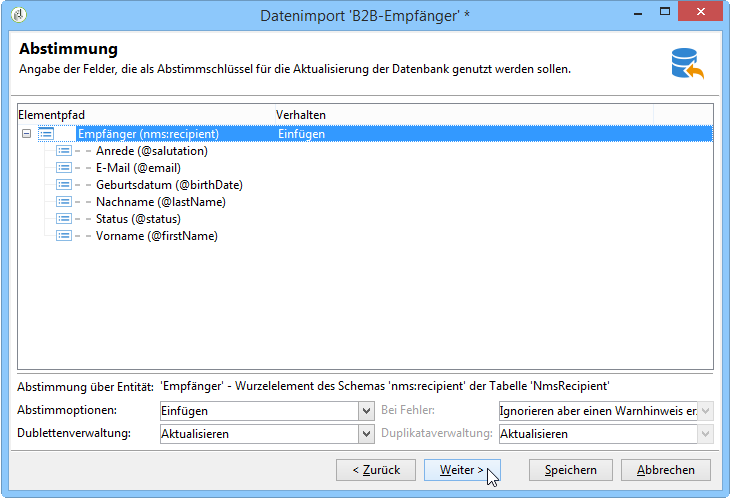 Datenimport 'B2B-Empfänger' *
Abstimmung
Angabe der Felder, die als Abstimmschlüssel für die Aktualisierung der Datenbank genutzt werden sollen.
Elementpfad Verhalten
Empfänger (nms:recipient) Einfügen
Anrede (@salutation)
E-Mail (@email)
Geburtsdatum (@birthDate)
Nachname (@lastName)
Status (@status)
Vorname (@firstName)
Abstimmung über Entität: 'Empfänger' - Wurzelelement des Schemas 'nms:recipient' der Tabelle 'NmsRecipient'
Abstimmoptionen: Einfügen Bei Fehler: Ignorieren aber einen Warnhinweis er.
Dublettenverwaltung: Aktualisieren Duplikataverwaltung: Aktualisieren
< Zurück Weiter > Speichern Abbrechen